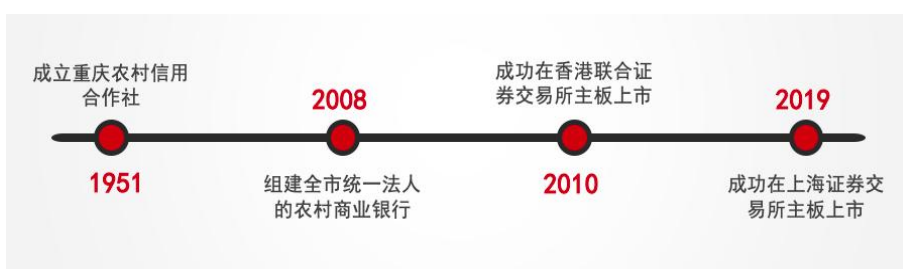 成立重庆农村信用
合作社
1951
2008
组建全市统一法人
的农村商业银行
成功在香港联合证
券交易所主板上市
2010
2019
成功在上海证券交
易所主板上市